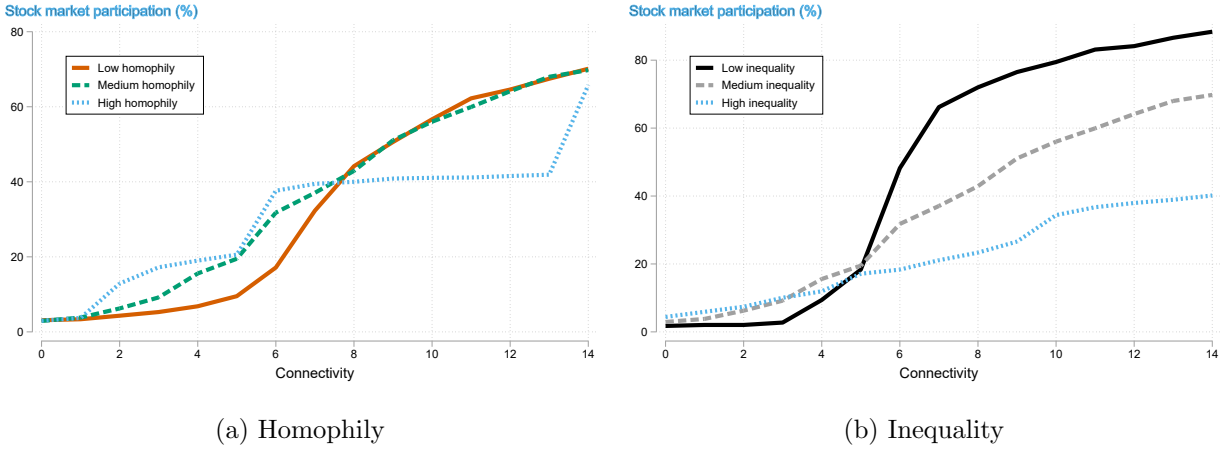 Stock market participation (%)
80
60
40
20
0
Low homophily
Medium homophily
High homophily
0 2 4 6 8 10 12 14
Connectivity
(a) Homophily
Stock market participation (%)
80
60
40
20
0
Low inequality
Medium inequality
High inequality
0 2 4 6 8 10 12 14
Connectivity
(b) Inequality